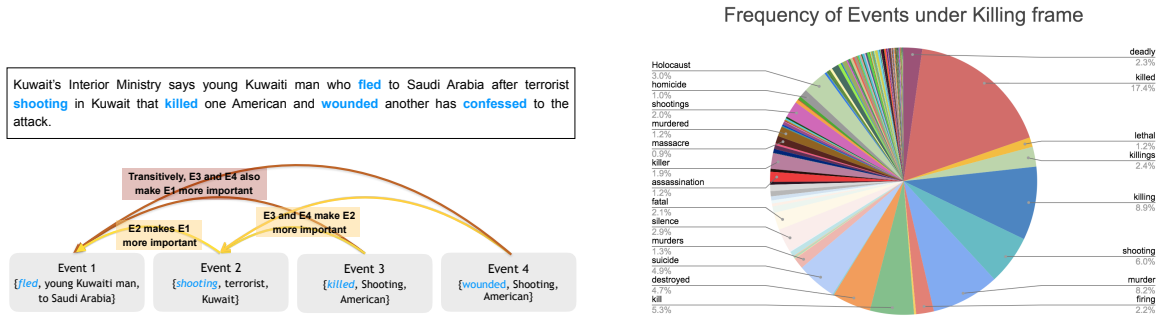 Kuwait's Interior Ministry says young Kuwaiti man who fled to Saudi Arabia after terrorist
shooting in Kuwait that killed one American and wounded another has confessed to the
attack.
Transitively, E3 and E4 also
make E1 more important
E3 and E4 make E2
more important
E2 makes E1
more important
Event 1
{fled, young Kuwaiti man,
to Saudi Arabia}
Event 2
{shooting, terrorist,
Kuwait}
Event 3
{killed, Shooting,
American}
Event 4
{wounded, Shooting,
American}
Frequency of Events under Killing frame
Holocaust
3.0%
homicide
1.0%
shootings
2.0%
murdered
1.2%
massacre
0.9%
killer
1.9%
assassination
1.2%
fatal
2.1%
silence
2.9%
murders
1.3%
suicide
4.9%
destroyed
4.7%
kill
5.3%
deadly
2.3%
killed
17.4%
lethal
1.2%
killings
2.4%
killing
8.9%
shooting
6.0%
murder
8.2%
firing
2.2%